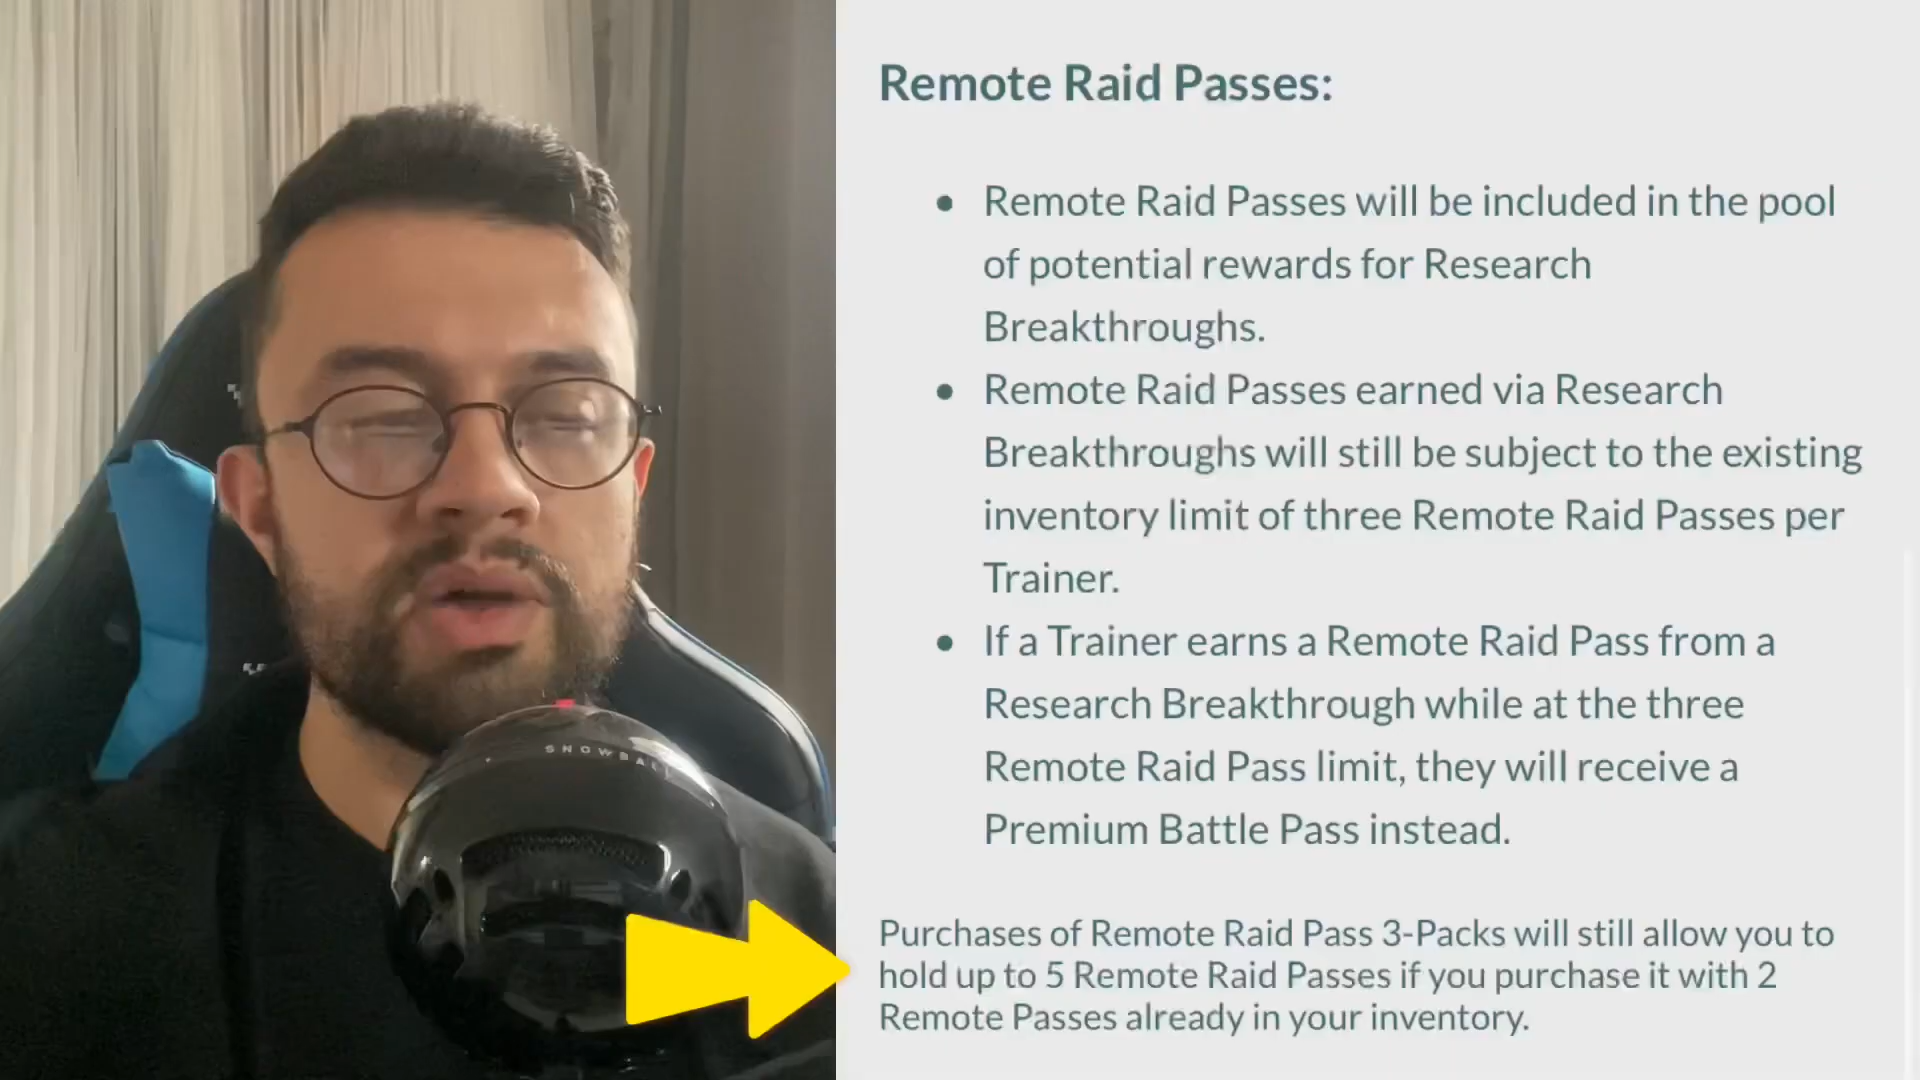 Remote Raid Passes:
Remote Raid Passes will be included in the pool
of potential rewards for Research
Breakthroughs.
Remote Raid Passes earned via Research
Breakthroughs will still be subject to the existing
inventory limit of three Remote Raid Passes per
Trainer.
If a Trainer earns a Remote Raid Pass from a
Research Breakthrough while at the three
Remote Raid Pass limit, they will receive a
Premium Battle Pass instead.
Purchases of Remote Raid Pass 3-Packs will still allow you to
hold up to 5 Remote Raid Passes if you purchase it with 2
Remote Passes already in your inventory.
SNOWBALL